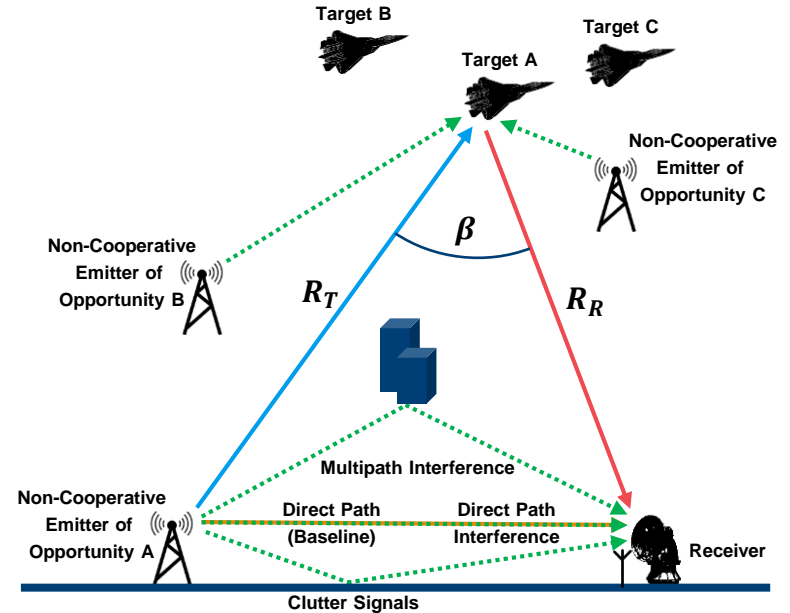 Target B
Target C
Target A
Non-Cooperative
Emitter of
Opportunity C
β
Non-Cooperative
Emitter of
Opportunity B
R_T
R_R
Multipath Interference
Non-Cooperative
Emitter of
Opportunity A
Direct Path
(Baseline)
Direct Path
Interference
Receiver
Clutter Signals